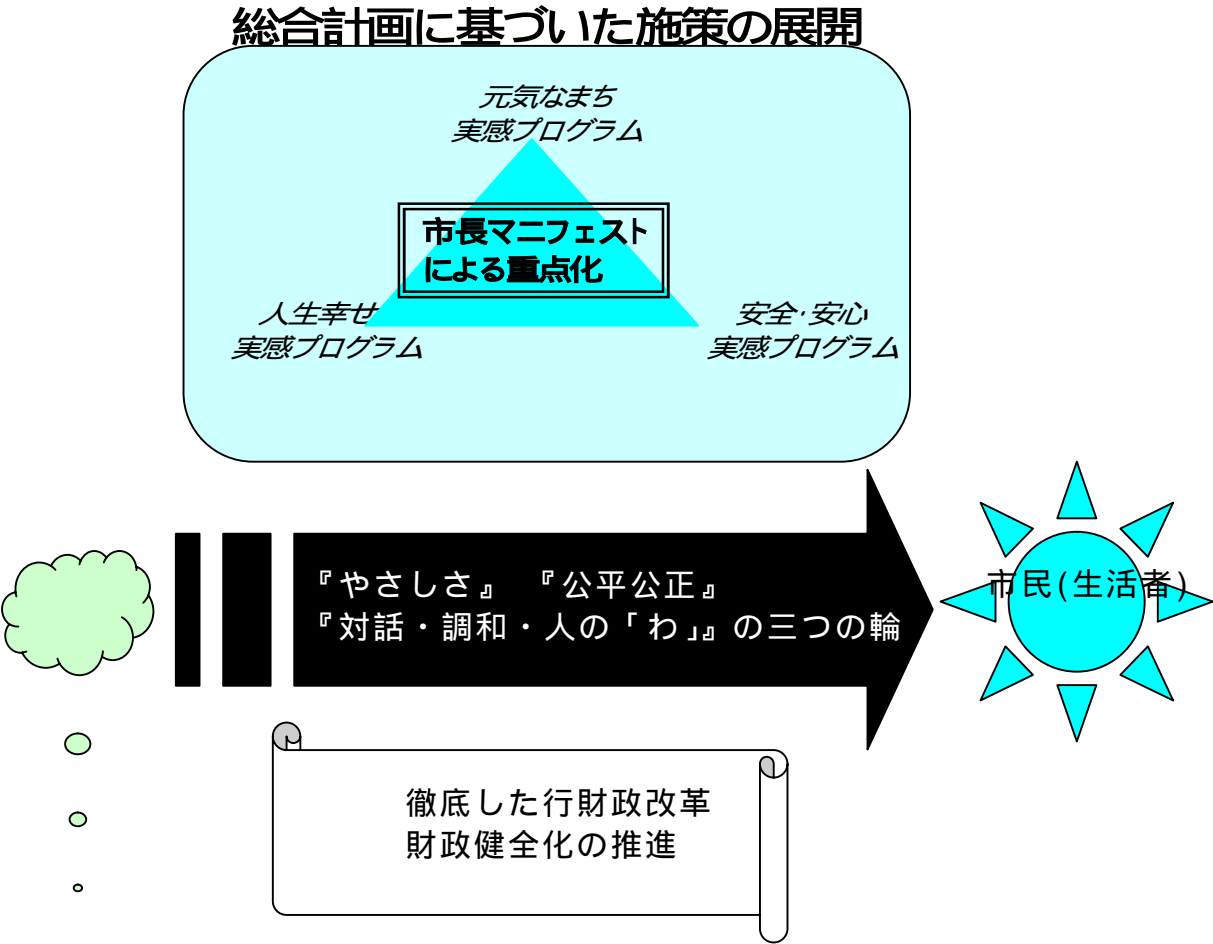 総合計画に基づいた施策の展開
元気なまち
実感プログラム
市長マニフェスト
による重点化
人生幸せ
実感プログラム
安全・安心
実感プログラム
『やさしさ』 『公平公正』
『対話・調和・人の「わ」』の三つの輪
市民(生活者)
徹底した行財政改革
財政健全化の推進